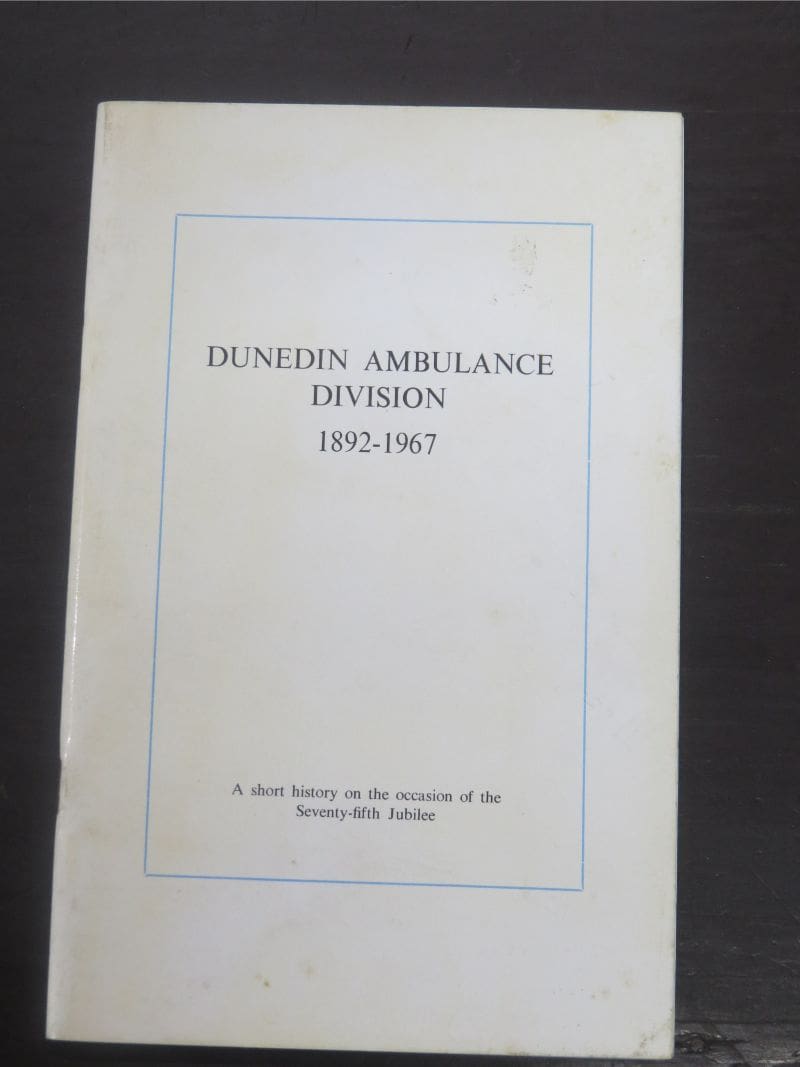 DUNEDIN AMBULANCE
DIVISION
1892-1967
A short history on the occasion of the
Seventy-fifth Jubilee